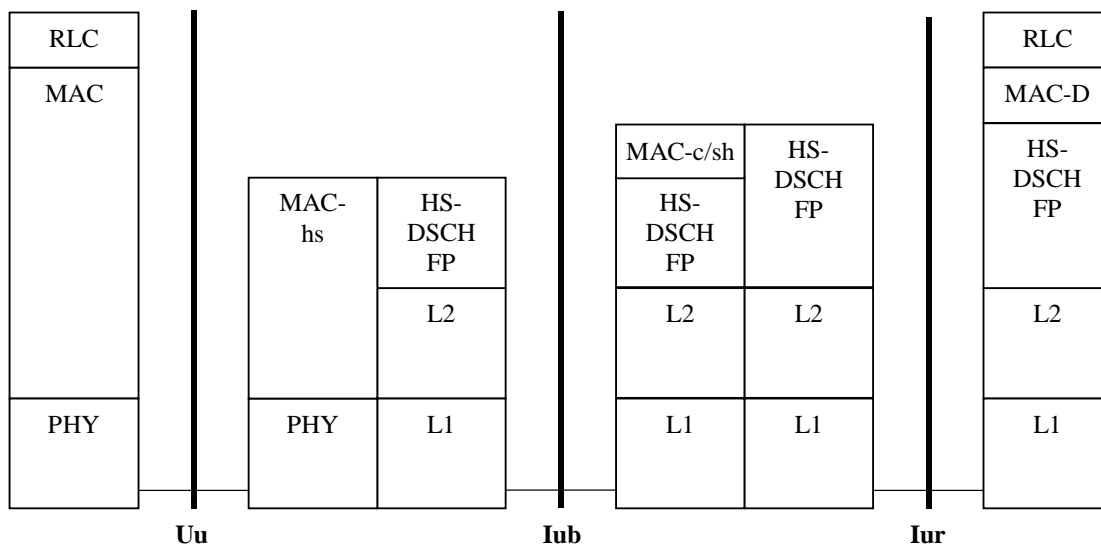 RLC
MAC
PHY
MAC-
hs
PHY
HS-
DSCH
FP
L2
L1
MAC-c/sh
HS-
DSCH
FP
L2
L1
HS-
DSCH
FP
L2
L1
RLC
MAC-D
HS-
DSCH
FP
L2
L1
Uu
Iub
Iur